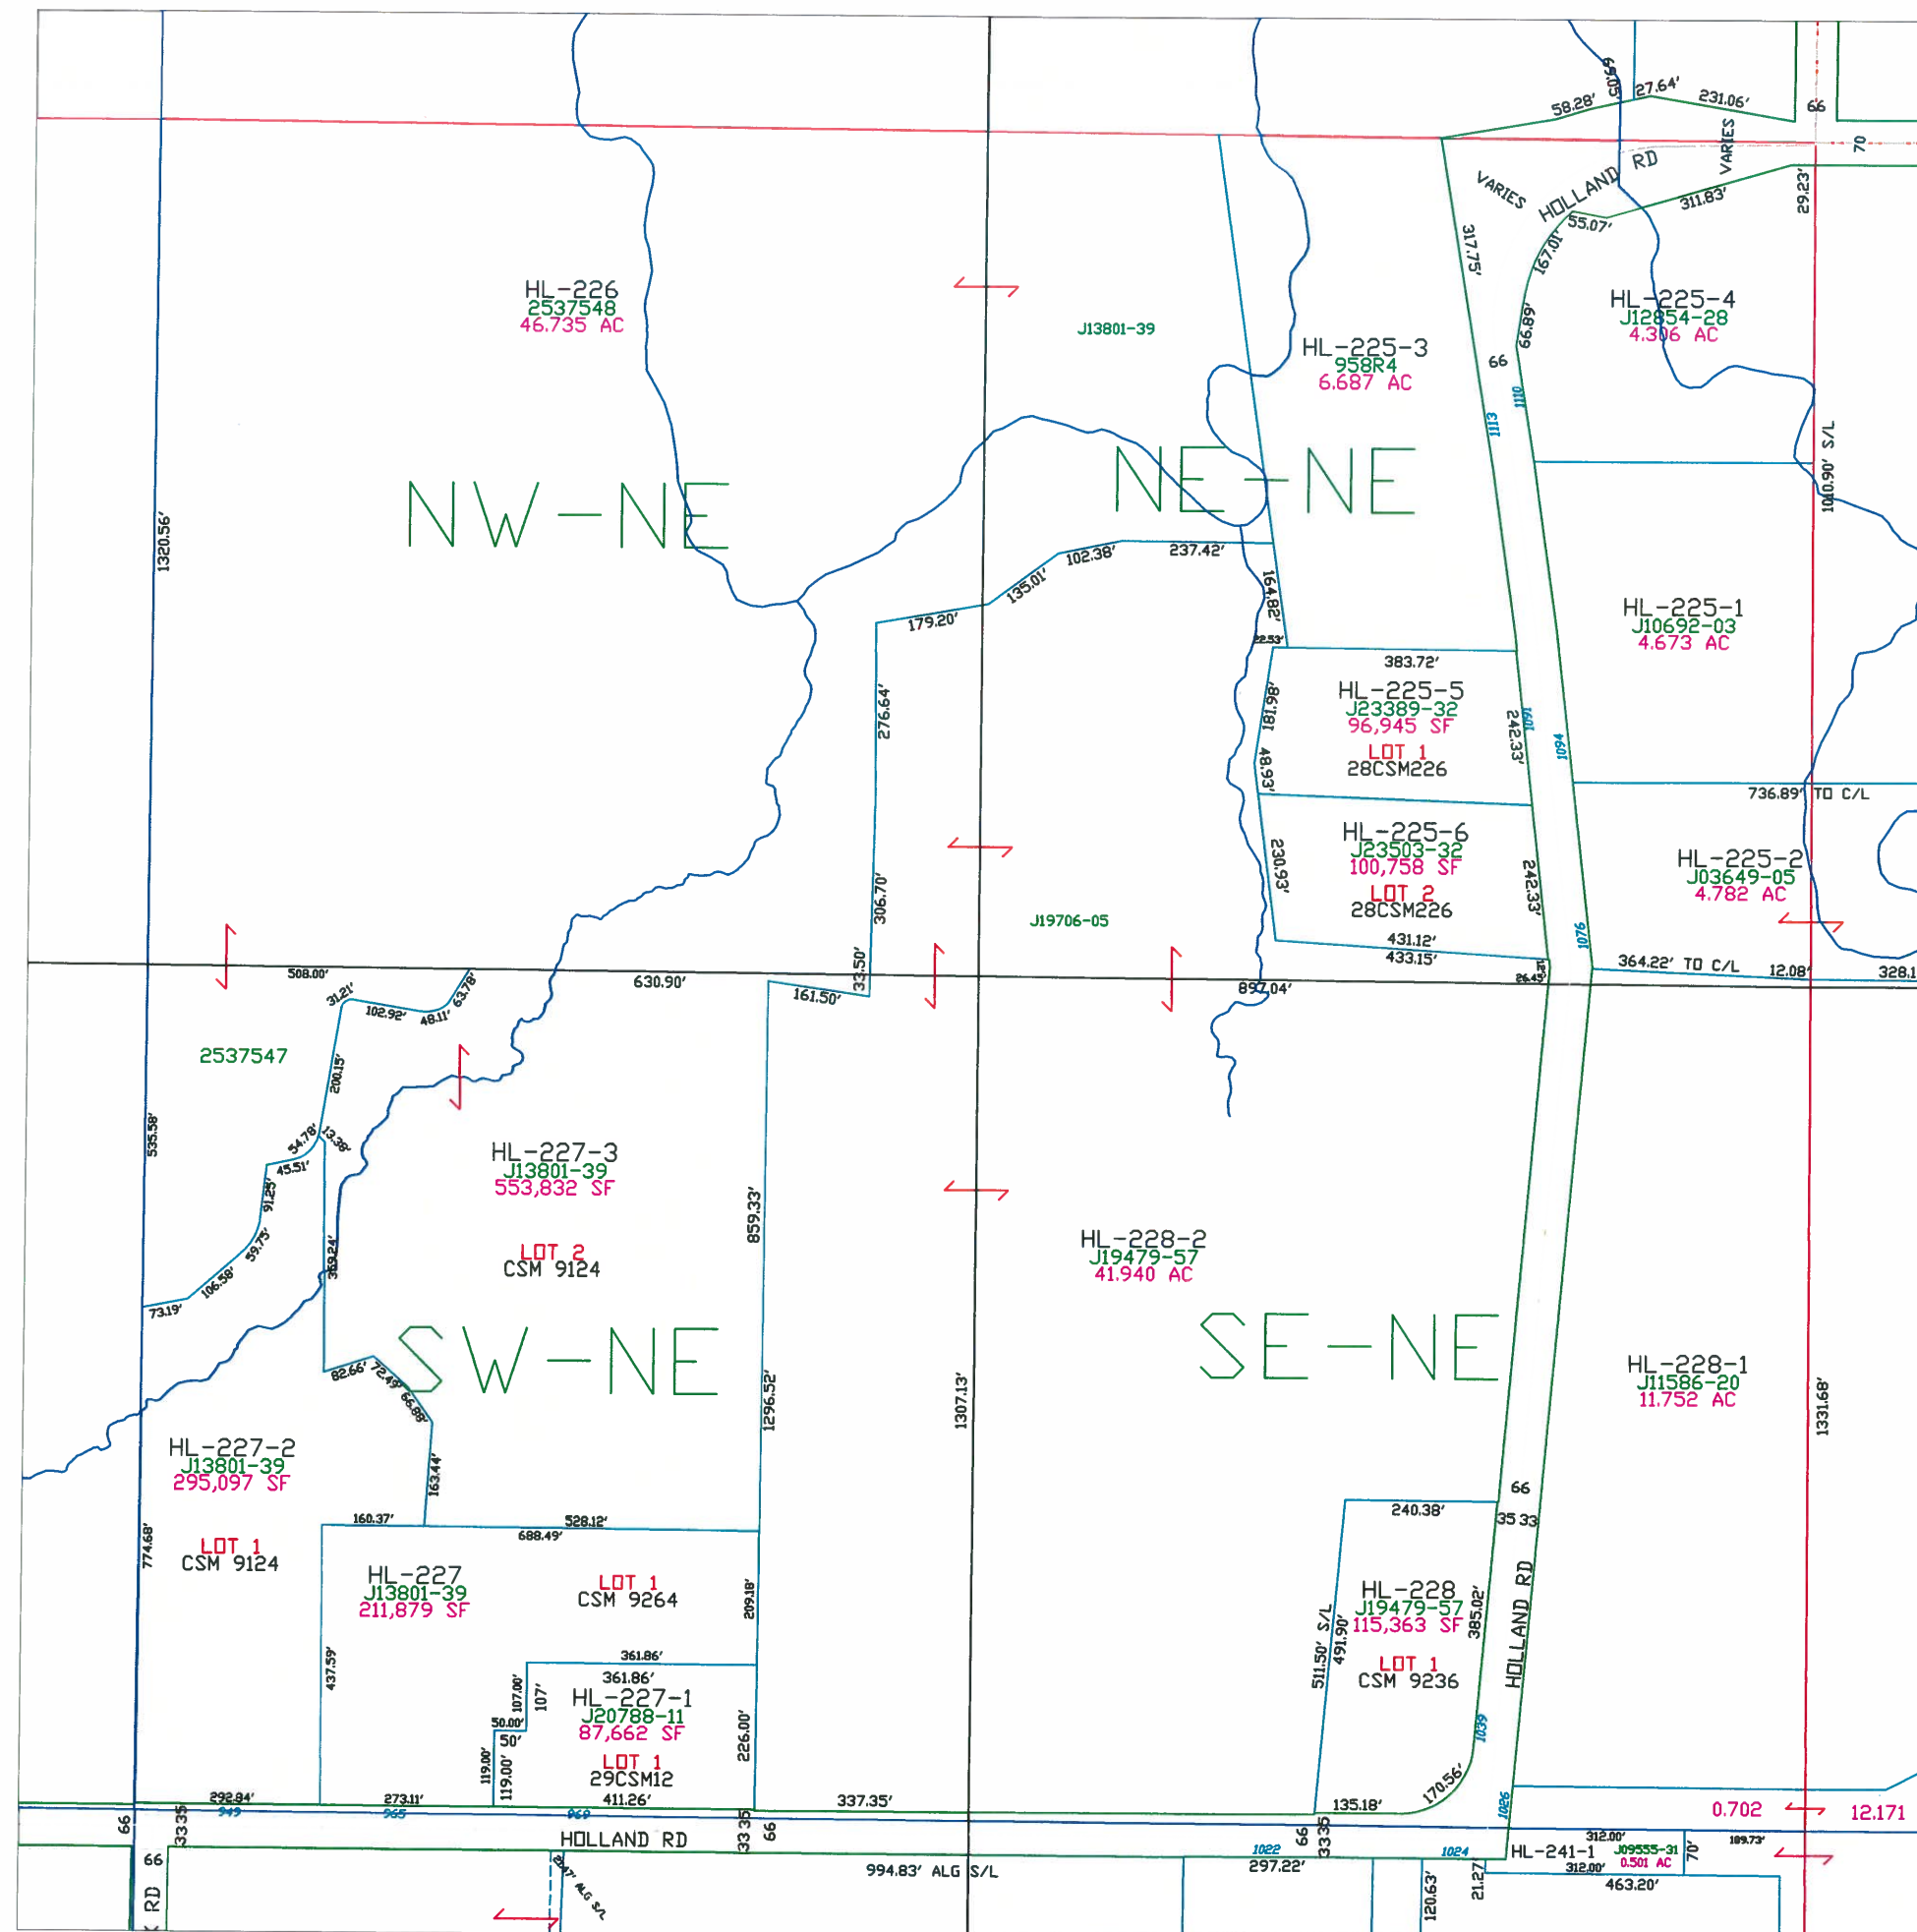 69.05'
27.64'
58.28'
231.06'
66
VARIES
70
HOLLAND RD
VARIES
29.23'
311.83'
55.07'
167.01'
317.75'
HL-226
2537548
46.735 AC
J13801-39
HL-225-3
958R4
6.687 AC
66.89'
66
HL-225-4
J12854-28
4.306 AC
1110
1113
1010.90' S/L
NW-NE
NE-NE
1320.56'
102.38'
237.42'
135.01'
164.82'
179.20'
22.53'
383.72'
HL-225-1
J10692-03
4.673 AC
276.64'
181.98'
HL-225-5
J23389-32
96,945 SF
LOT 1
28CSM226
242.33'
1091
1094
48.93'
736.89' TO C/L
HL-225-6
J23503-32
100,758 SF
LOT 2
28CSM226
230.93'
242.33'
HL-225-2
J03649-05
4.782 AC
306.70'
J19706-05
431.12'
433.15'
1076
26.45'
364.22' TO C/L
12.08'
328.1
508.00'
630.90'
33.50'
161.50'
897.04'
31.21'
102.92'
48.11'
63.78'
2537547
200.15'
535.58'
54.78'
13.38'
45.51'
91.25'
HL-227-3
J13801-39
553,832 SF
LOT 2
CSM 9124
859.33'
59.75'
106.58'
73.19'
369.24'
HL-228-2
J19479-57
41.940 AC
SW-NE
SE-NE
82.66'
72.49'
66.88'
1296.52'
1307.13'
HL-228-1
J11586-20
11.752 AC
1331.68'
HL-227-2
J13801-39
295,097 SF
163.44'
LOT 1
CSM 9124
774.68'
160.37'
528.12'
688.49'
66
240.38'
35 33
HL-227
J13801-39
211,879 SF
LOT 1
CSM 9264
209.18'
HL-228
J19479-57
115,363 SF
LOT 1
CSM 9236
511.50' S/L
491.90'
385.02'
HOLLAND RD
437.59'
361.86'
361.86'
107.00'
107'
HL-227-1
J20788-11
87,662 SF
LOT 1
29CSM12
50.00'
50'
119.00'
119.00'
226.00'
1039
170.56'
292.84'
273.11'
411.26'
337.35'
135.18'
949
965
969
1026
0.702
12.171
66
33 35
33 35
66
66
33 35
HOLLAND RD
994.83' ALG S/L
1022
297.22'
1024
HL-241-1
J09555-31
0.501 AC
312.00'
312.00'
70'
189.73'
463.20'
21.27'
120.63'
66
K RD
ALG S/L